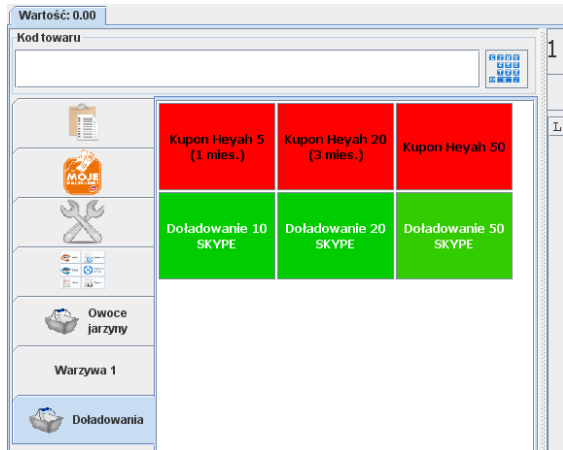 Wartość: 0.00
Kod towaru
1
L
MOJE
Kupon Heyah 5
(1 mies.)
Kupon Heyah 20
(3 mies.)
Kupon Heyah 50
Doładowanie 10
SKYPE
Doładowanie 20
SKYPE
Doładowanie 50
SKYPE
Owoce
jarzyny
Warzywa 1
Doładowania